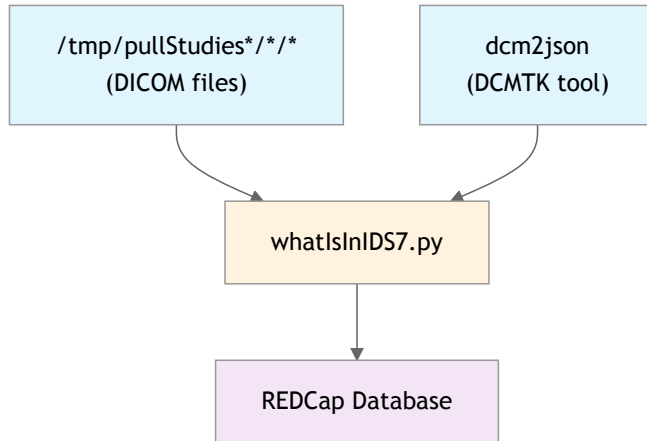 /tmp/pullStudies*/*/*
(DICOM files)
dcm2json
(DCMTK tool)
whatIsInIDS7.py
REDCap Database